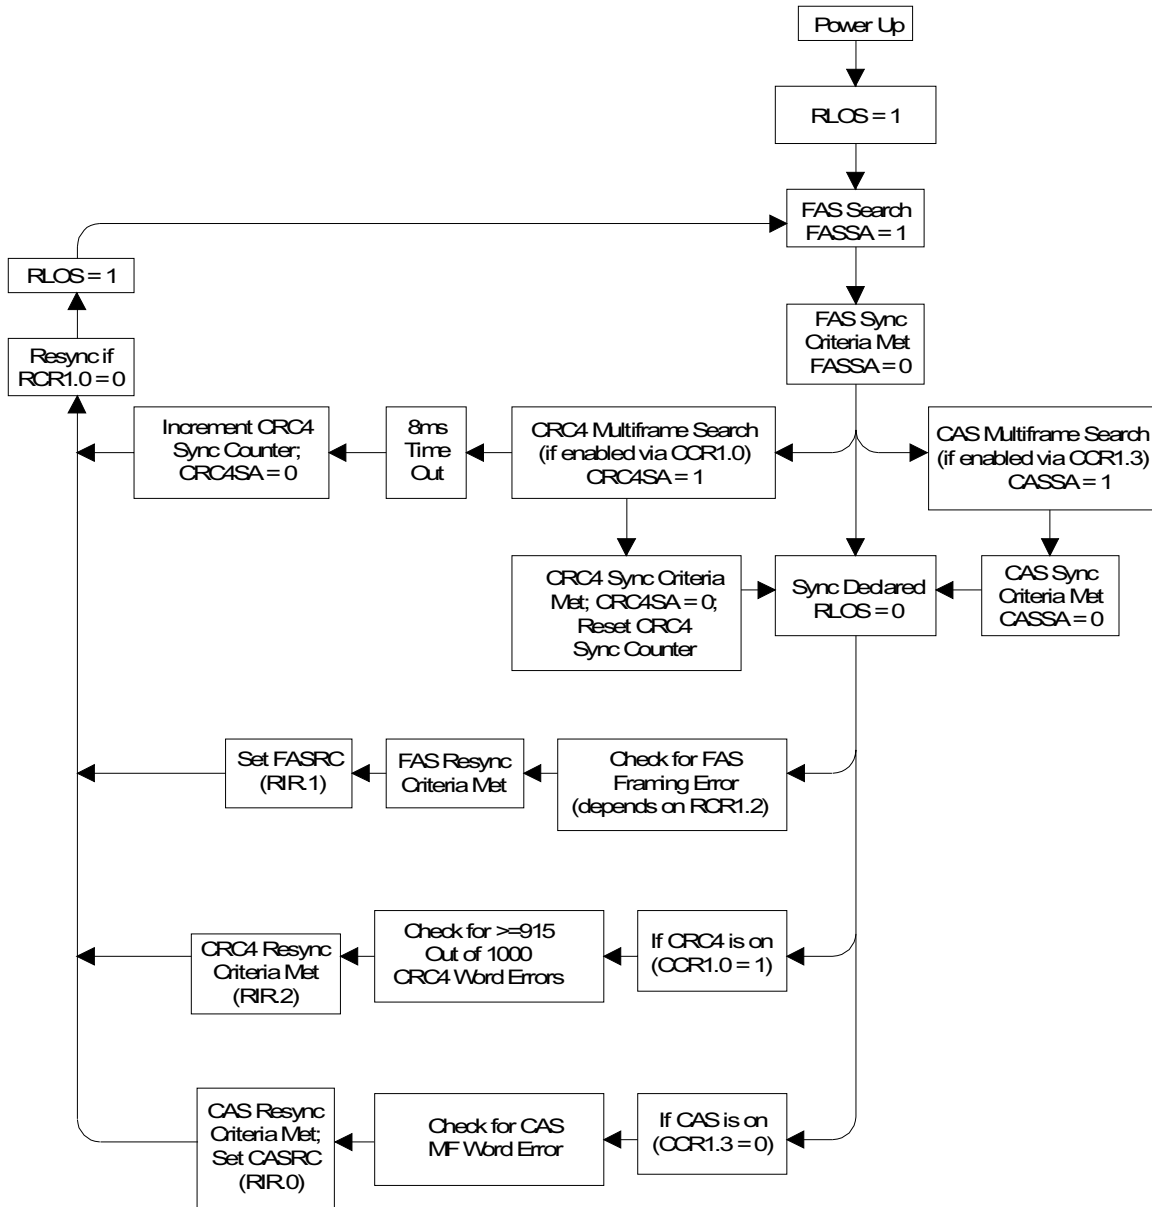 Power Up
RLOS = 1
FAS Search
FASSA = 1
RLOS = 1
FAS Sync
Criteria Met
FASSA = 0
Resync if
RCR1.0 = 0
Increment CRC4
Sync Counter;
CRC4SA = 0
8ms
Time
Out
CRC4 Multiframe Search
(if enabled via CCR1.0)
CRC4SA = 1
CAS Multiframe Search
(if enabled via CCR1.3)
CASSA = 1
CRC4 Sync Criteria
Met; CRC4SA = 0;
Reset CRC4
Sync Counter
Sync Declared
RLOS = 0
CAS Sync
Criteria Met
CASSA = 0
Set FASRC
(RIR.1)
FAS Resync
Criteria Met
Check for FAS
Framing Error
(depends on RCR1.2)
CRC4 Resync
Criteria Met
(RIR.2)
Check for >=915
Out of 1000
CRC4 Word Errors
If CRC4 is on
(CCR1.0 = 1)
CAS Resync
Criteria Met;
Set CASRC
(RIR.0)
Check for CAS
MF Word Error
If CAS is on
(CCR1.3 = 0)